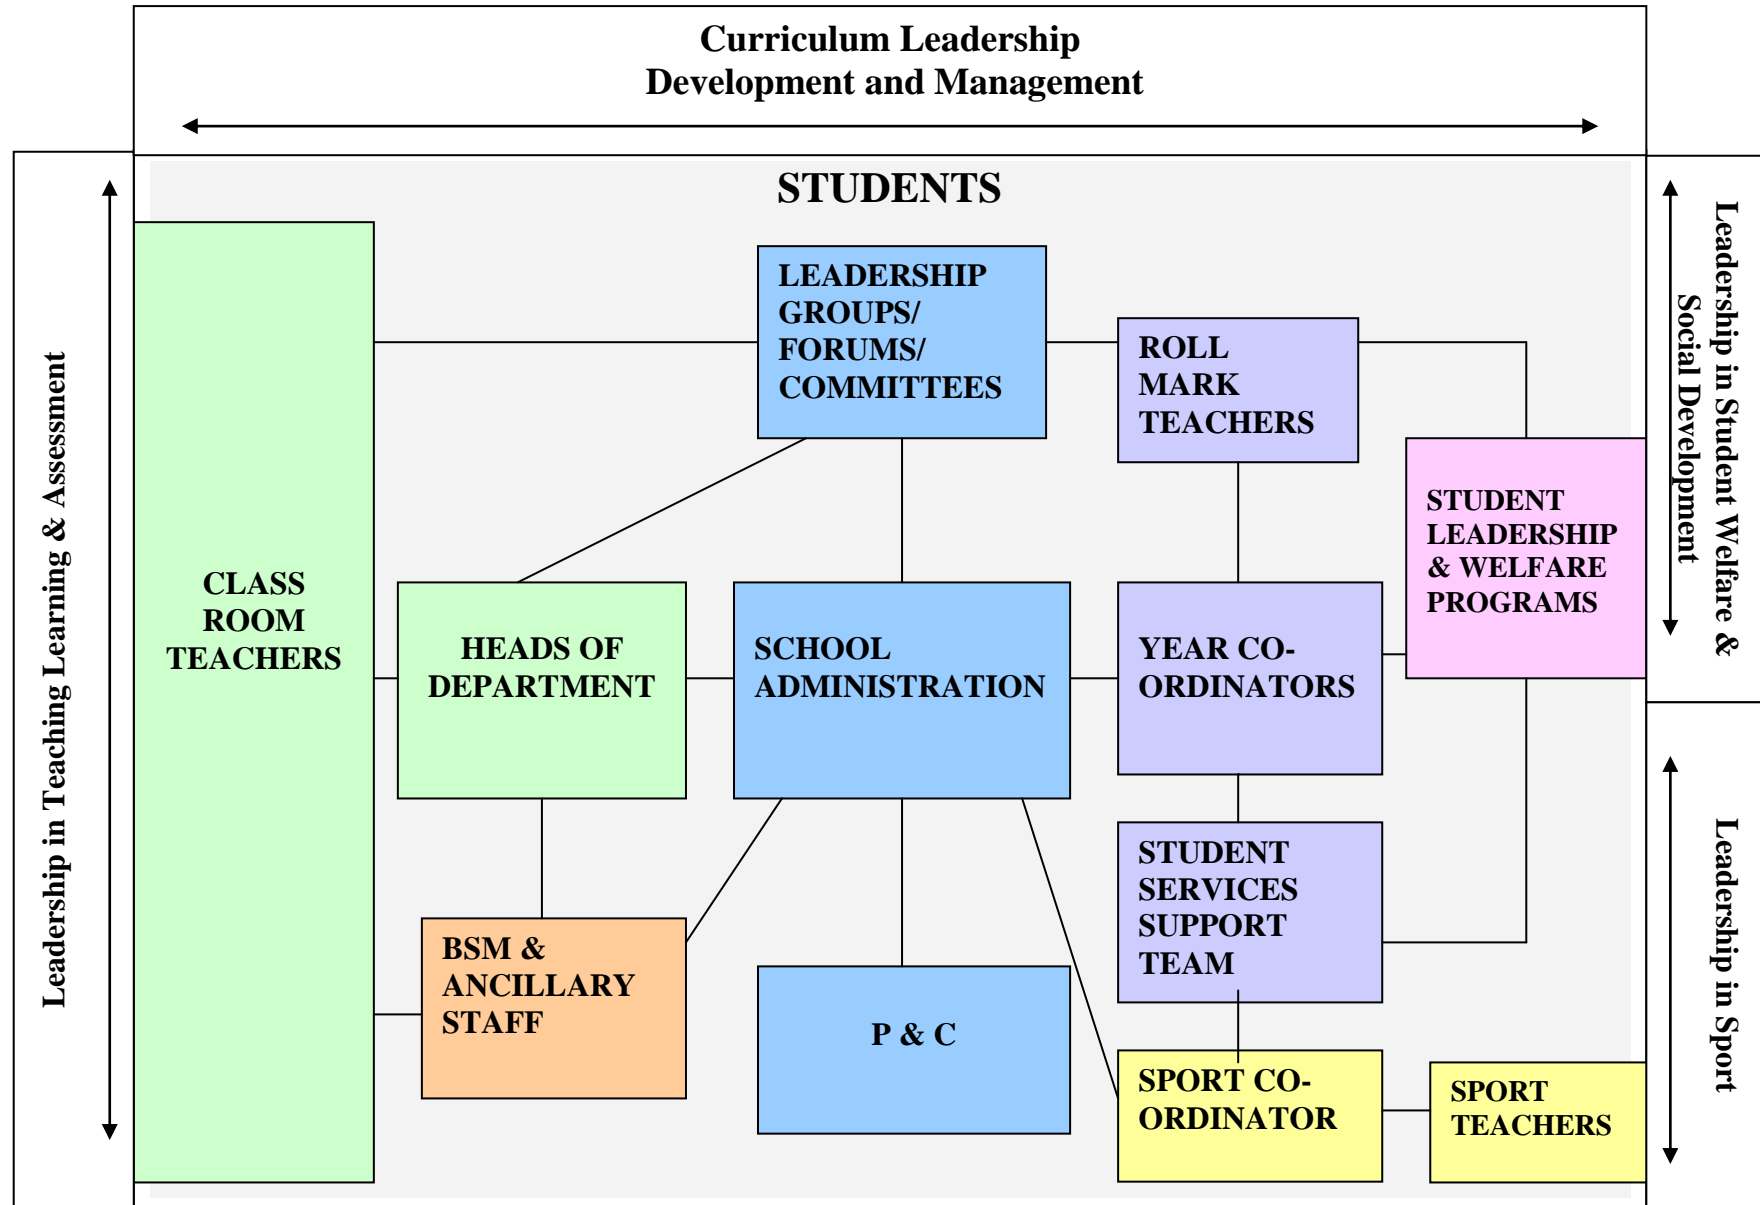 Curriculum Leadership
Development and Management
Leadership in Teaching Learning & Assessment
STUDENTS
CLASS
ROOM
TEACHERS
LEADERSHIP
GROUPS/
FORUMS/
COMMITTEES
ROLL
MARK
TEACHERS
STUDENT
LEADERSHIP
& WELFARE
PROGRAMS
HEADS OF
DEPARTMENT
SCHOOL
ADMINISTRATION
YEAR CO-
ORDINATORS
STUDENT
SERVICES
SUPPORT
TEAM
BSM &
ANCILLARY
STAFF
P & C
SPORT CO-
ORDINATOR
SPORT
TEACHERS
Leadership in Student Welfare &
Social Development
Leadership in Sport